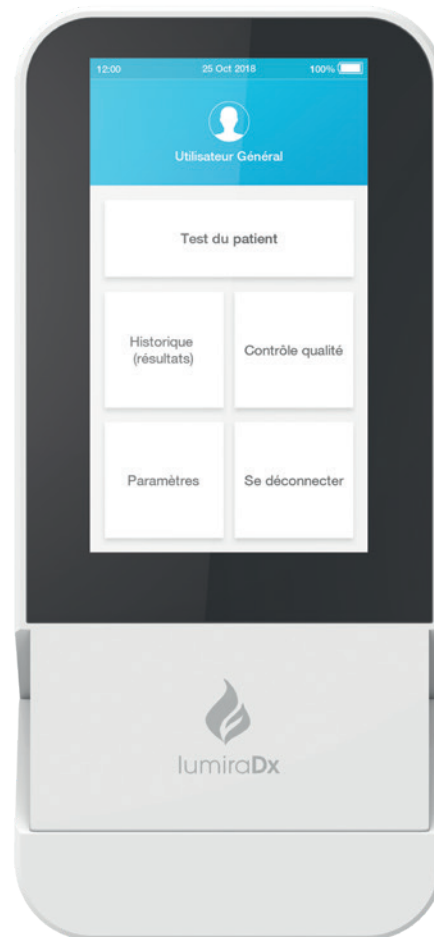 12:00 25 Oct 2018 100%
Utilisateur Général
Test du patient
Historique
(résultats)
Contrôle qualité
Paramètres
Se déconnecter
lumiraDx